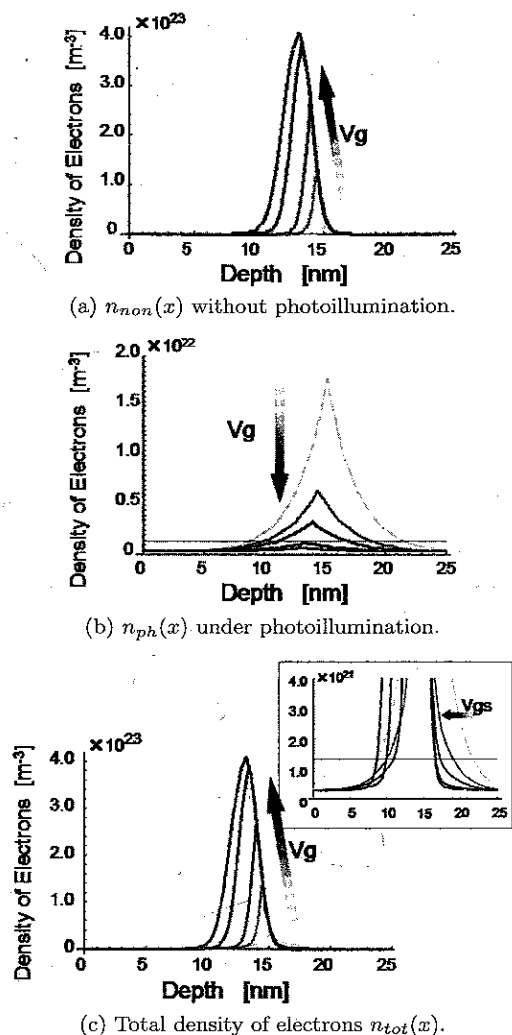 ×10²³
Density of Electrons [m⁻³]
4.0
3.0
2.0
1.0
0
Vg
0 5 10 15 20 25
Depth [nm]
(a) n_non(x) without photoillumination.
×10²²
Density of Electrons [m⁻³]
2.0
1.5
1.0
0.5
0
Vg
0 5 10 15 20 25
Depth [nm]
(b) n_ph(x) under photoillumination.
×10²¹
4.0
3.0
2.0
1.0
0
Vgs
0 5 10 15 20 25
×10²³
Density of Electrons [m⁻³]
4.0
3.0
2.0
1.0
0
Vg
0 5 10 15 20 25
Depth [nm]
(c) Total density of electrons n_tot(x).